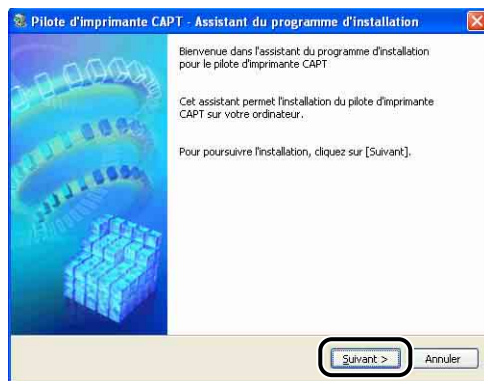 Pilote d'imprimante CAPT - Assistant du programme d'installation
Bienvenue dans l'assistant du programme d'installation
pour le pilote d'imprimante CAPT
Cet assistant permet l'installation du pilote d'imprimante
CAPT sur votre ordinateur.
Pour poursuivre l'installation, cliquez sur [Suivant].
Suivant > Annuler